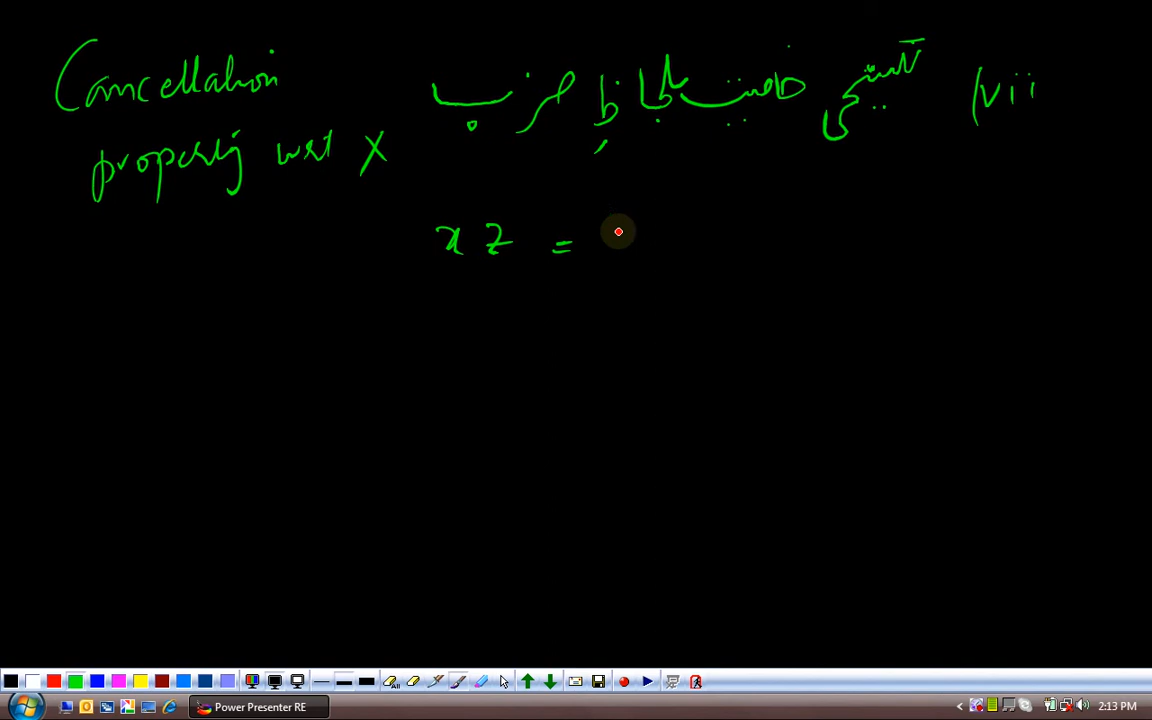 Cancellation
property wrt X
(vii تنسیخی خاصیت بلحاظ ضرب
x z =
Power Presenter RE
2:13 PM